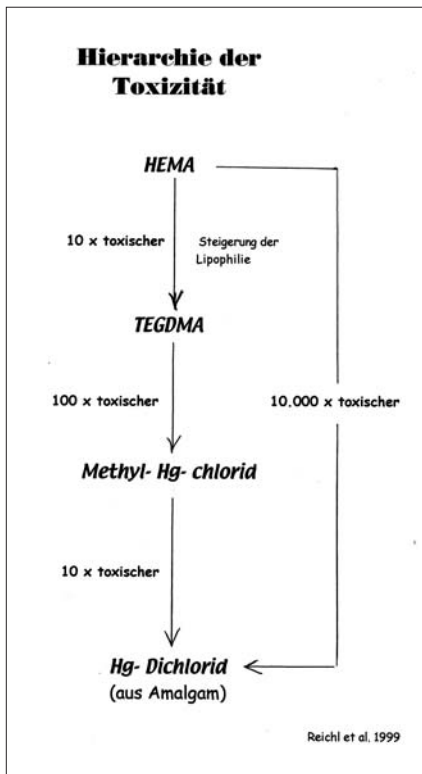 Hierarchie der
Toxizität
HEMA
10 x toxischer
Steigerung der
Lipophilie
TEGDMA
100 x toxischer
10.000 x toxischer
Methyl- Hg- chlorid
10 x toxischer
Hg- Dichlorid
(aus Amalgam)
Reichl et al. 1999